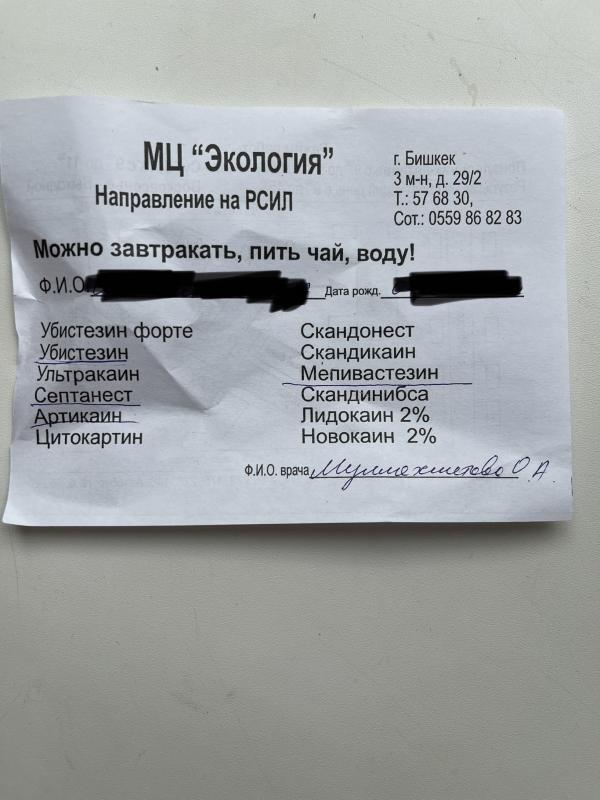 МЦ “Экология”
Направление на РСИЛ
г. Бишкек
3 м-н, д. 29/2
Т.: 57 68 30,
Сот.: 0559 86 82 83
Можно завтракать, пить чай, воду!
Ф.И.О
Дата рожд.
Убистезин форте
Убистезин
Ультракаин
Септанест
Артикаин
Цитокартин
Скандонест
Скандикаин
Мепивастезин
Скандинибса
Лидокаин 2%
Новокаин 2%
Ф.И.О. врача О. А.